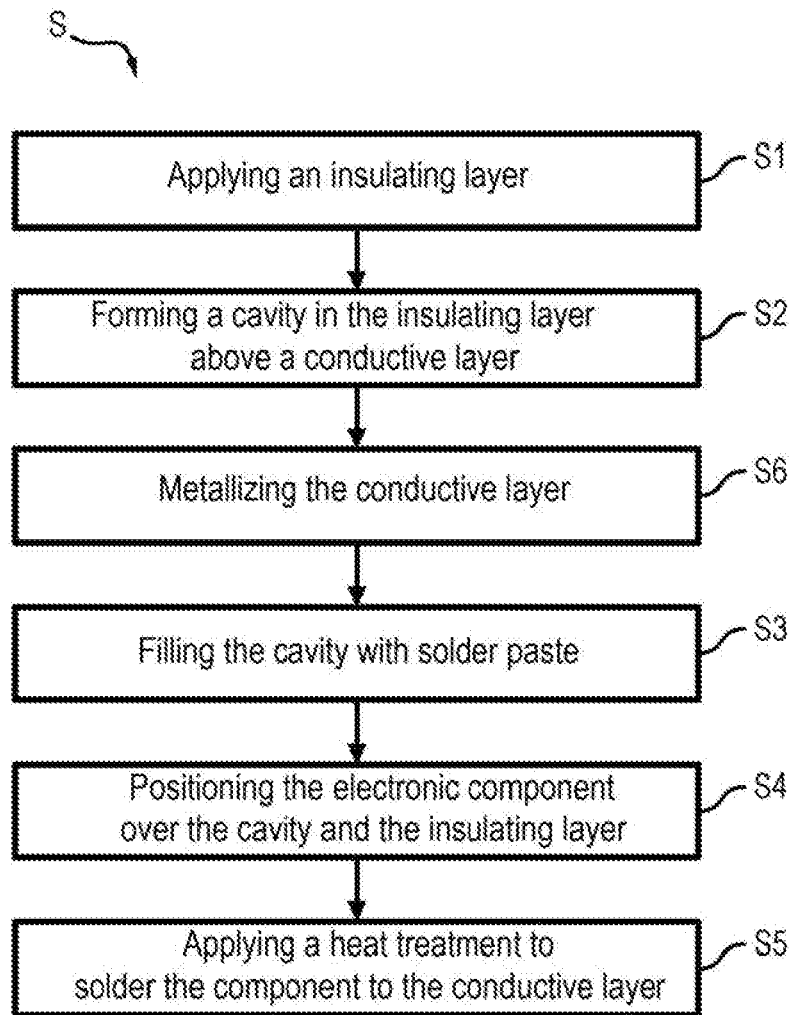 S
Applying an insulating layer
S1
Forming a cavity in the insulating layer
above a conductive layer
S2
Metallizing the conductive layer
S6
Filling the cavity with solder paste
S3
Positioning the electronic component
over the cavity and the insulating layer
S4
Applying a heat treatment to
solder the component to the conductive layer
S5